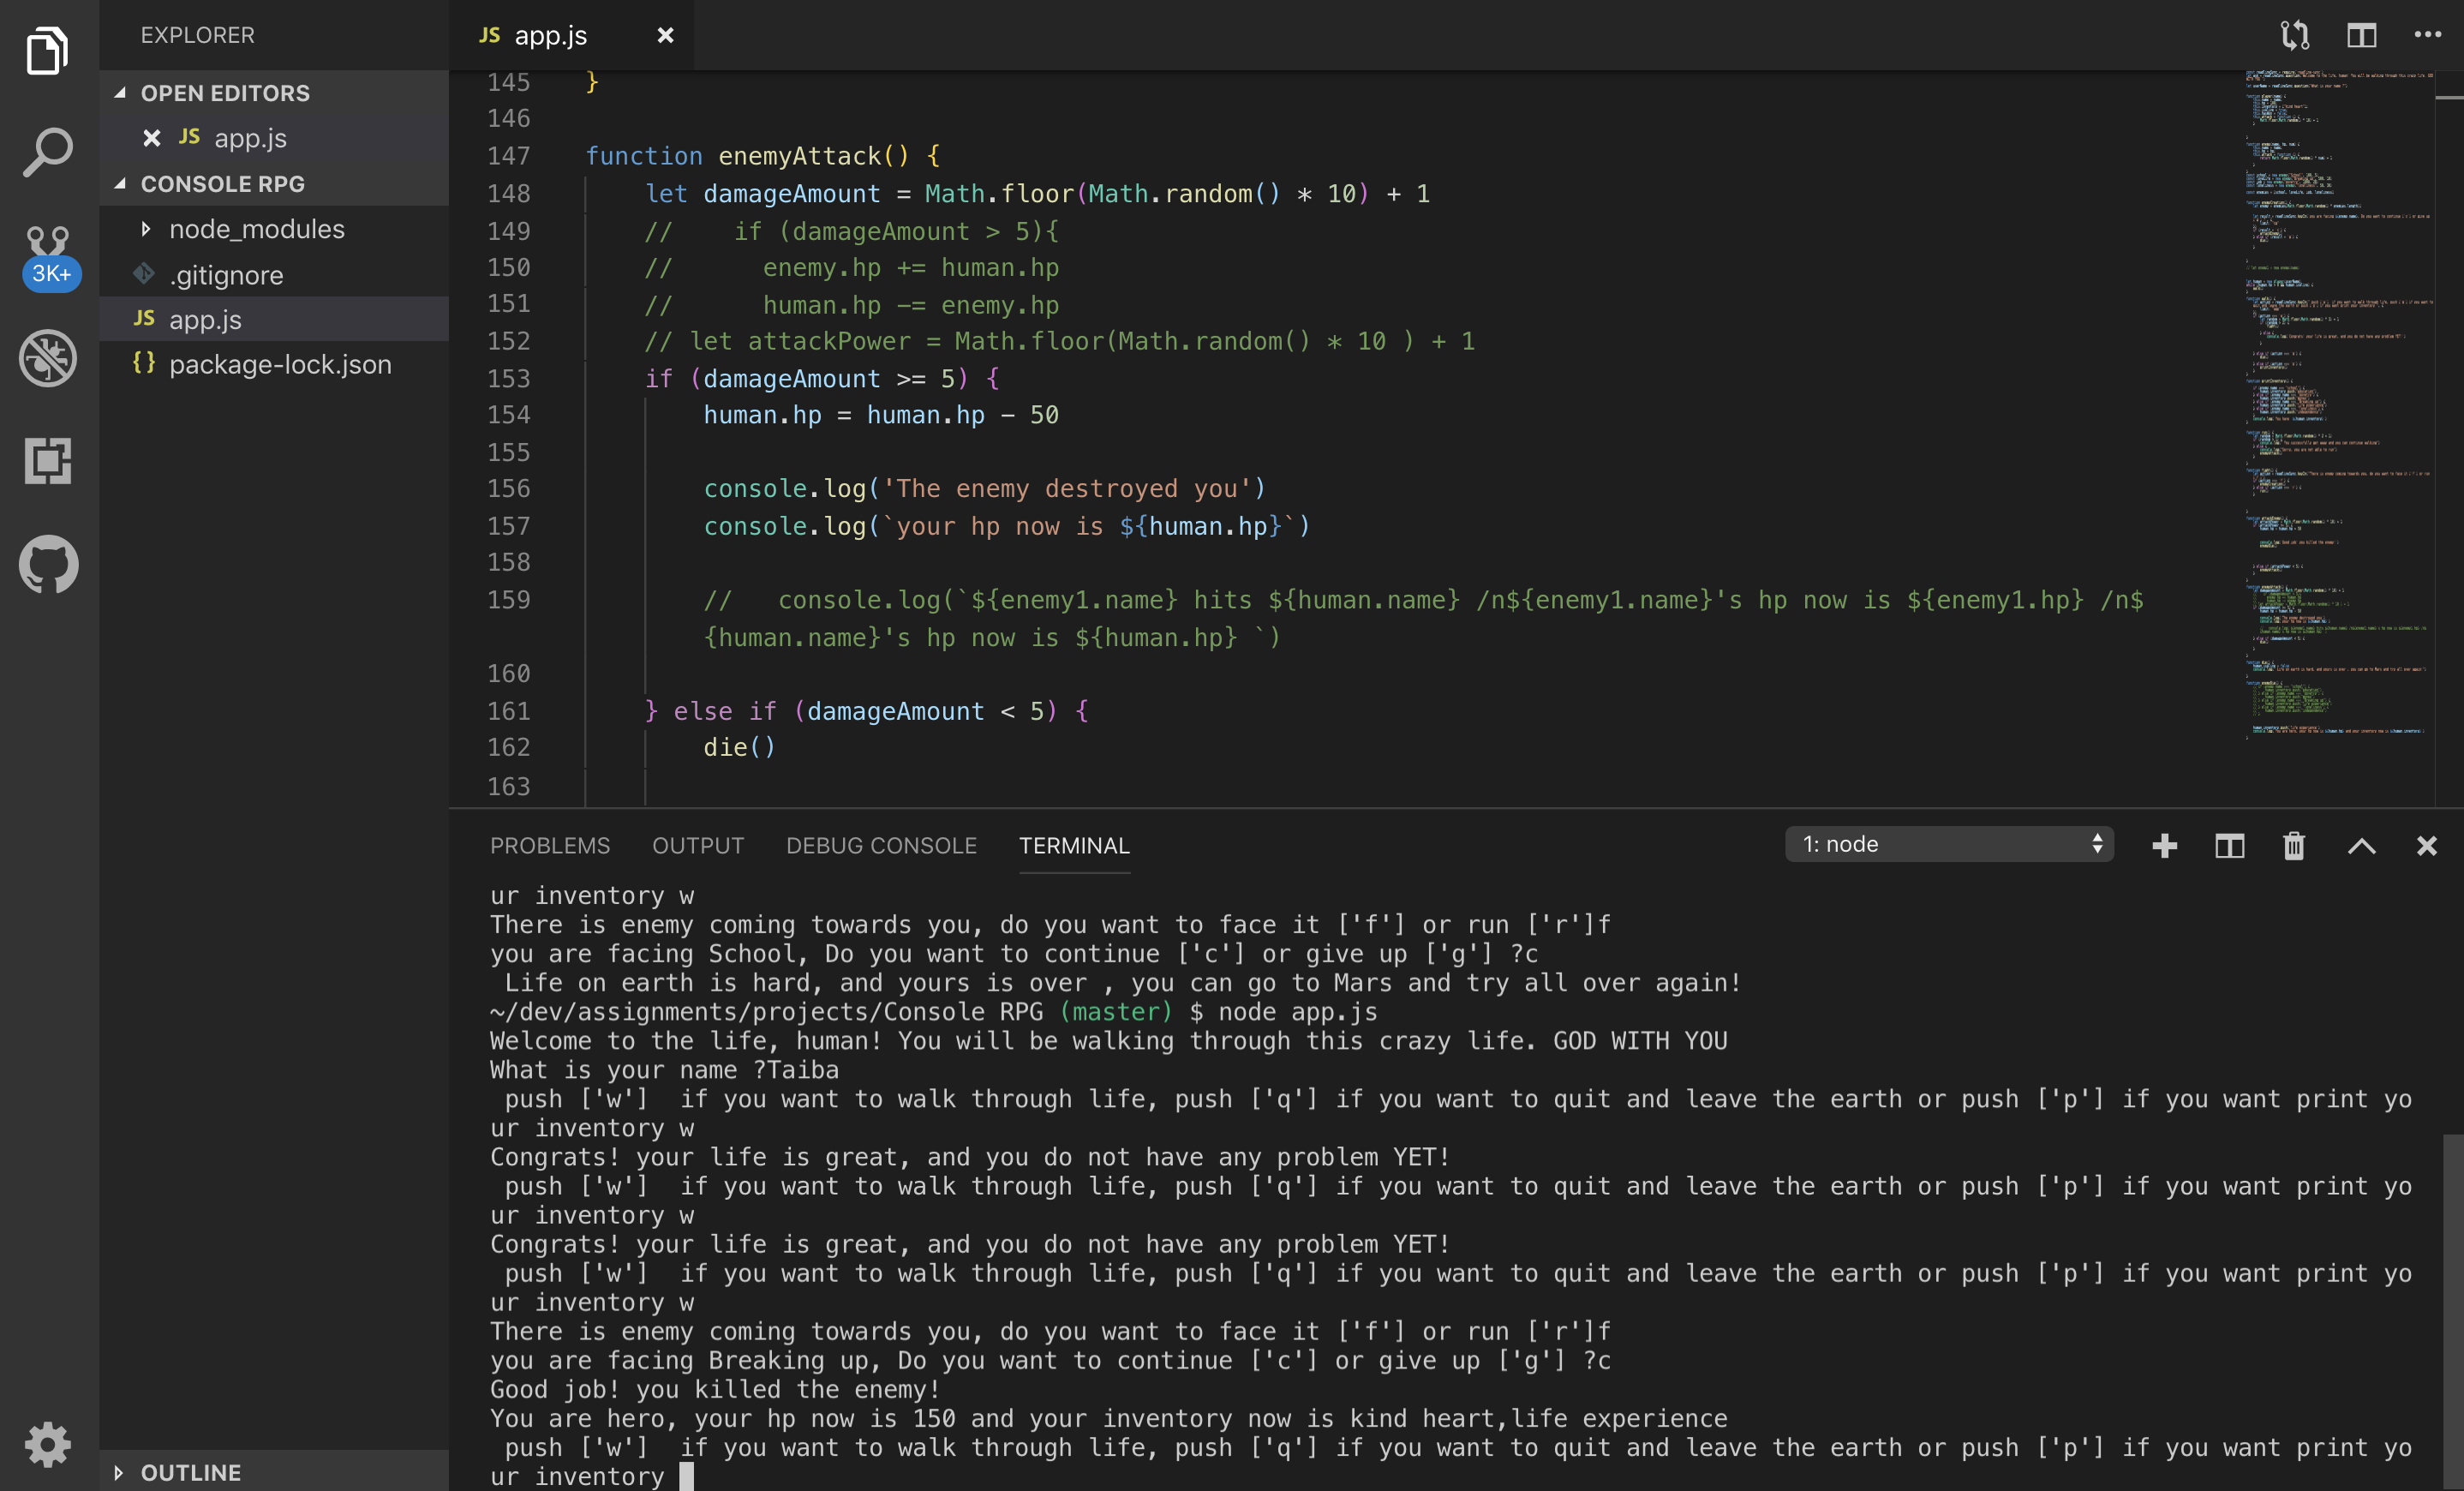 EXPLORER
OPEN EDITORS
JS app.js
CONSOLE RPG
node_modules
.gitignore
JS app.js
{} package-lock.json
3K+
OUTLINE
JS app.js
145 }
146
147 function enemyAttack() {
148 let damageAmount = Math.floor(Math.random() * 10) + 1
149 //    if (damageAmount > 5){
150 //      enemy.hp += human.hp
151 //      human.hp -= enemy.hp
152 // let attackPower = Math.floor(Math.random() * 10 ) + 1
153 if (damageAmount >= 5) {
154 human.hp = human.hp - 50
155
156 console.log('The enemy destroyed you')
157 console.log(`your hp now is ${human.hp}`)
158
159 //   console.log(`${enemy1.name} hits ${human.name} /n${enemy1.name}'s hp now is ${enemy1.hp} /n$
{human.name}'s hp now is ${human.hp} `)
160
161 } else if (damageAmount < 5) {
162 die()
163
PROBLEMS OUTPUT DEBUG CONSOLE TERMINAL 1: node
ur inventory w
There is enemy coming towards you, do you want to face it ['f'] or run ['r']f
you are facing School, Do you want to continue ['c'] or give up ['g'] ?c
 Life on earth is hard, and yours is over , you can go to Mars and try all over again!
~/dev/assignments/projects/Console RPG (master) $ node app.js
Welcome to the life, human! You will be walking through this crazy life. GOD WITH YOU
What is your name ?Taiba
 push ['w']  if you want to walk through life, push ['q'] if you want to quit and leave the earth or push ['p'] if you want print yo
ur inventory w
Congrats! your life is great, and you do not have any problem YET!
 push ['w']  if you want to walk through life, push ['q'] if you want to quit and leave the earth or push ['p'] if you want print yo
ur inventory w
Congrats! your life is great, and you do not have any problem YET!
 push ['w']  if you want to walk through life, push ['q'] if you want to quit and leave the earth or push ['p'] if you want print yo
ur inventory w
There is enemy coming towards you, do you want to face it ['f'] or run ['r']f
you are facing Breaking up, Do you want to continue ['c'] or give up ['g'] ?c
Good job! you killed the enemy!
You are hero, your hp now is 150 and your inventory now is kind heart,life experience
 push ['w']  if you want to walk through life, push ['q'] if you want to quit and leave the earth or push ['p'] if you want print yo
ur inventory